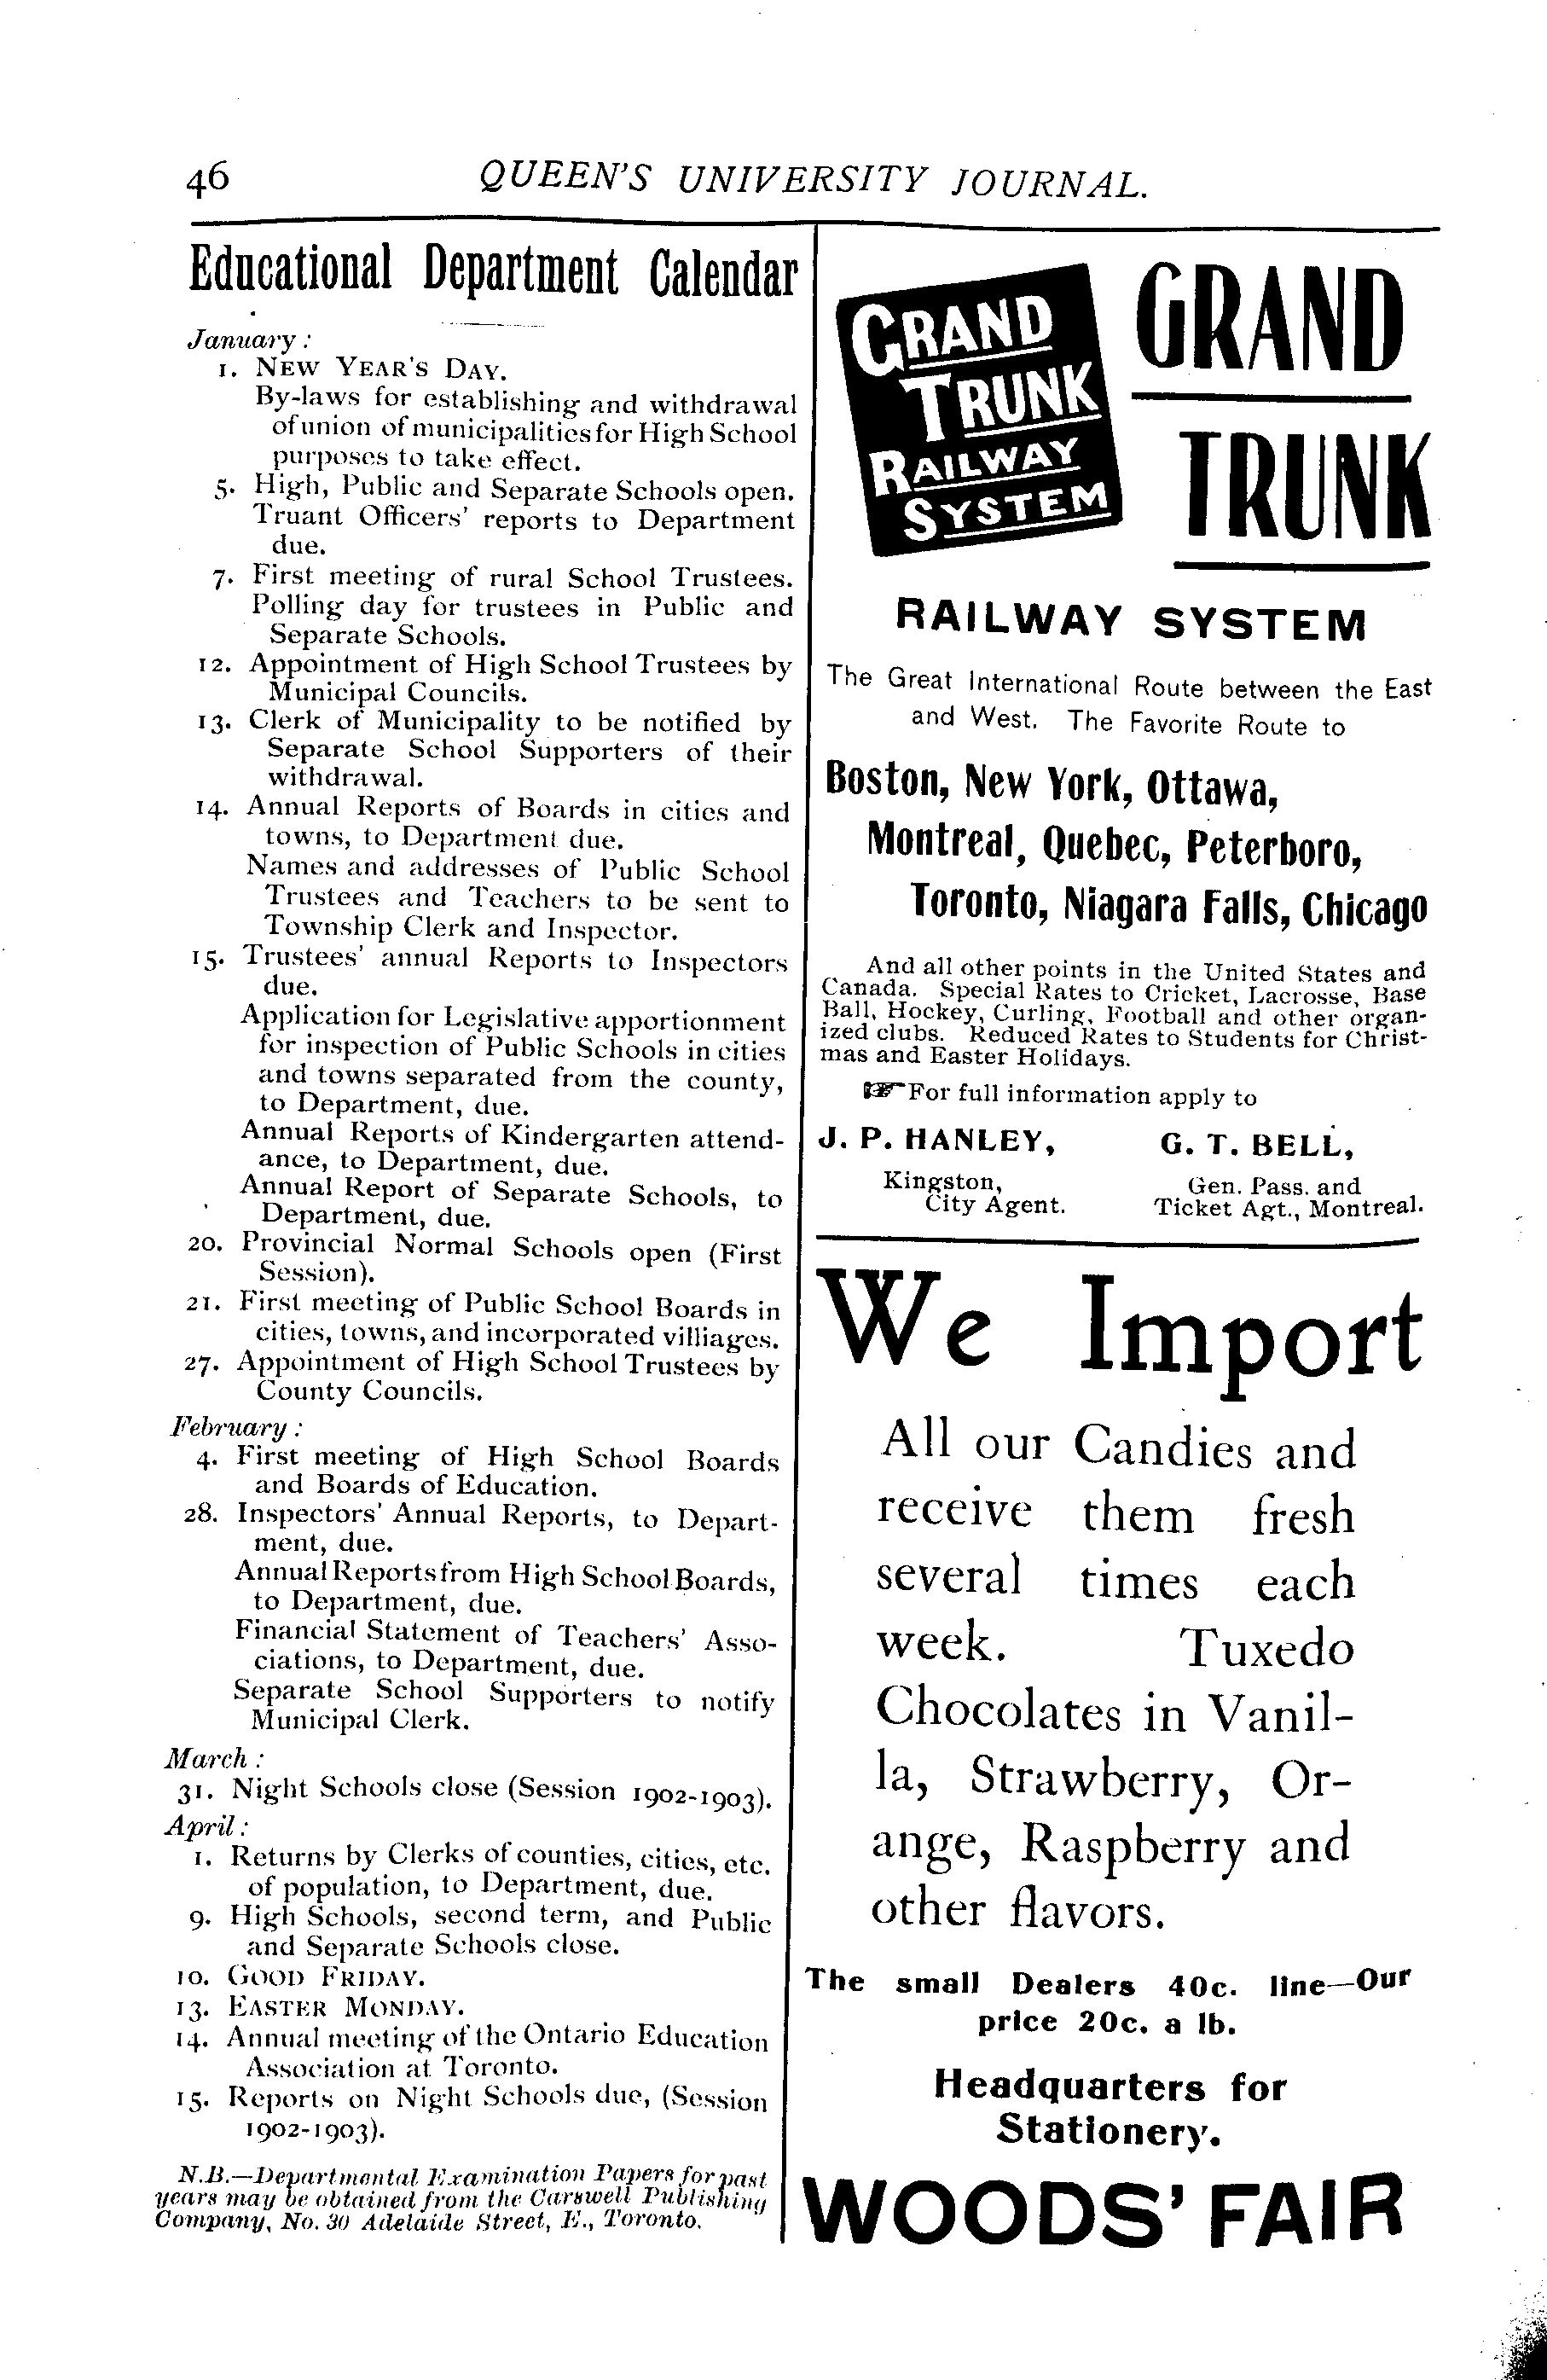 46
QUEEN'S UNIVERSITY JOURNAL.
Educational Department Calendar
January :
1. NEW YEAR'S DAY.
By-laws for establishing and withdrawal
of union of municipalities for High School
purposes to take effect.
5. High, Public and Separate Schools open.
Truant Officers' reports to Department
due.
7. First meeting of rural School Trustees.
Polling day for trustees in Public and
Separate Schools.
12. Appointment of High School Trustees by
Municipal Councils.
13. Clerk of Municipality to be notified by
Separate School Supporters of their
withdrawal.
14. Annual Reports of Boards in cities and
towns, to Department due.
Names and addresses of Public School
Trustees and Teachers to be sent to
Township Clerk and Inspector.
15. Trustees' annual Reports to Inspectors
due.
Application for Legislative apportionment
for inspection of Public Schools in cities
and towns separated from the county,
to Department, due.
Annual Reports of Kindergarten attend-
ance, to Department, due.
Annual Report of Separate Schools, to
Department, due.
20. Provincial Normal Schools open (First
Session).
21. First meeting of Public School Boards in
cities, towns, and incorporated villiages.
27. Appointment of High School Trustees by
County Councils.
February :
4. First meeting of High School Boards
and Boards of Education.
28. Inspectors' Annual Reports, to Depart-
ment, due.
Annual Reports from High School Boards,
to Department, due.
Financial Statement of Teachers' Asso-
ciations, to Department, due.
Separate School Supporters to notify
Municipal Clerk.
March :
31. Night Schools close (Session 1902-1903).
April :
1. Returns by Clerks of counties, cities, etc.
of population, to Department, due.
9. High Schools, second term, and Public
and Separate Schools close.
10. GOOD FRIDAY.
13. EASTER MONDAY.
14. Annual meeting of the Ontario Education
Association at Toronto.
15. Reports on Night Schools due, (Session
1902-1903).
N.B.—Departmental Examination Papers for past
years may be obtained from the Carswell Publishing
Company, No. 30 Adelaide Street, E., Toronto.
GRAND
TRUNK
RAILWAY
SYSTEM
GRAND
TRUNK
RAILWAY SYSTEM
The Great International Route between the East
and West. The Favorite Route to
Boston, New York, Ottawa,
Montreal, Quebec, Peterboro,
Toronto, Niagara Falls, Chicago
And all other points in the United States and
Canada. Special Rates to Cricket, Lacrosse, Base
Ball, Hockey, Curling, Football and other organ-
ized clubs. Reduced Rates to Students for Christ-
mas and Easter Holidays.
☞For full information apply to
J. P. HANLEY, G. T. BELL,
Kingston, Gen. Pass. and
City Agent. Ticket Agt., Montreal.
We Import
All our Candies and
receive them fresh
several times each
week. Tuxedo
Chocolates in Vanil-
la, Strawberry, Or-
ange, Raspberry and
other flavors.
The small Dealers 40c. line—Our
price 20c. a lb.
Headquarters for
Stationery.
WOODS' FAIR